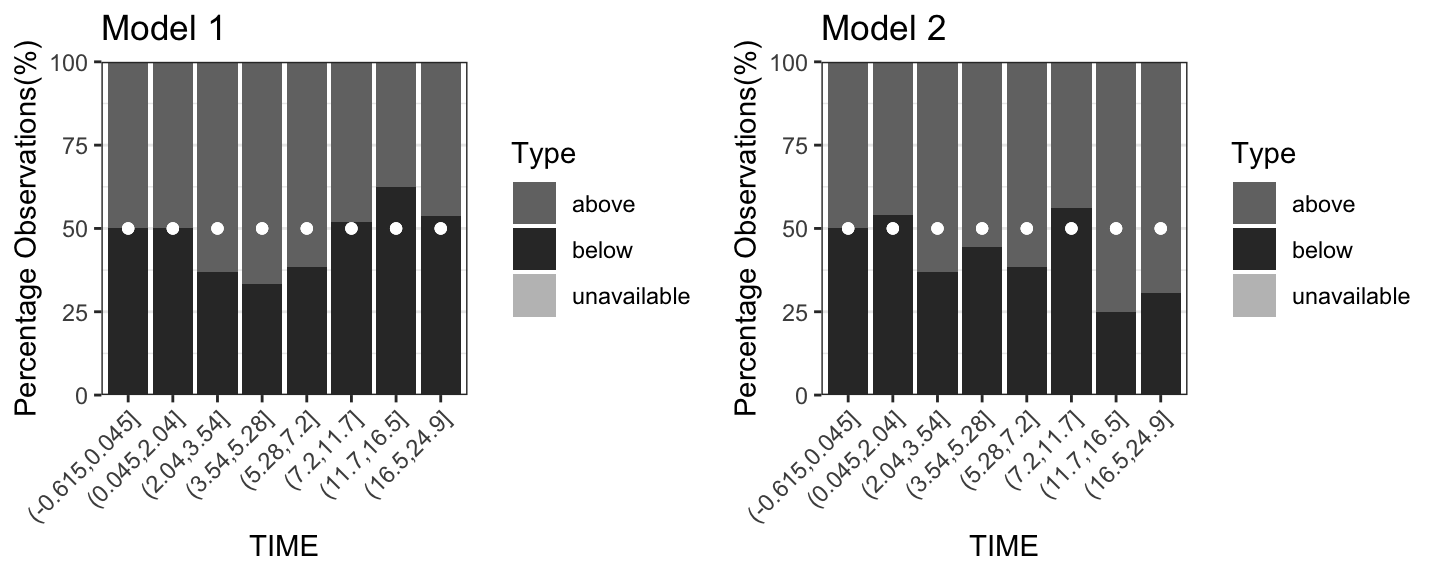 Model 1
Percentage Observations(%)
100
75
50
25
0
(-0.615,0.045]
(0.045,2.04]
(2.04,3.54]
(3.54,5.28]
(5.28,7.2]
(7.2,11.7]
(11.7,16.5]
(16.5,24.9]
TIME
Type
above
below
unavailable
Model 2
Percentage Observations(%)
100
75
50
25
0
(-0.615,0.045]
(0.045,2.04]
(2.04,3.54]
(3.54,5.28]
(5.28,7.2]
(7.2,11.7]
(11.7,16.5]
(16.5,24.9]
TIME
Type
above
below
unavailable